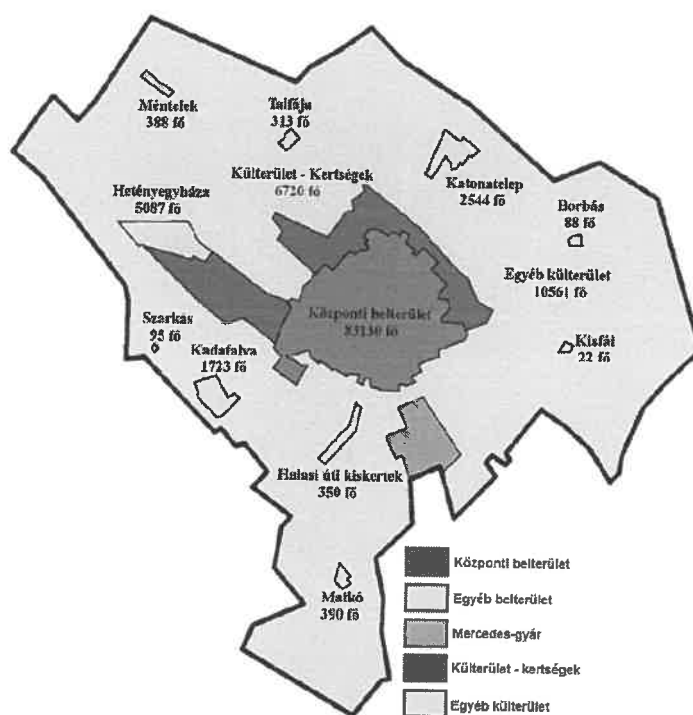 Méntelek
388 fő
Talfája
313 fő
Külterület - Kertségek
6720 fő
Katonatelep
2544 fő
Hetényegyháza
5087 fő
Borbás
88 fő
Egyéb külterület
10561 fő
Központi belterület
83130 fő
Szarkás
95 fő
Kadafalva
1723 fő
Kisfái
22 fő
Halasi úti kiskertek
350 fő
Matkó
390 fő
Központi belterület
Egyéb belterület
Mercedes-gyár
Külterület - kertségek
Egyéb külterület